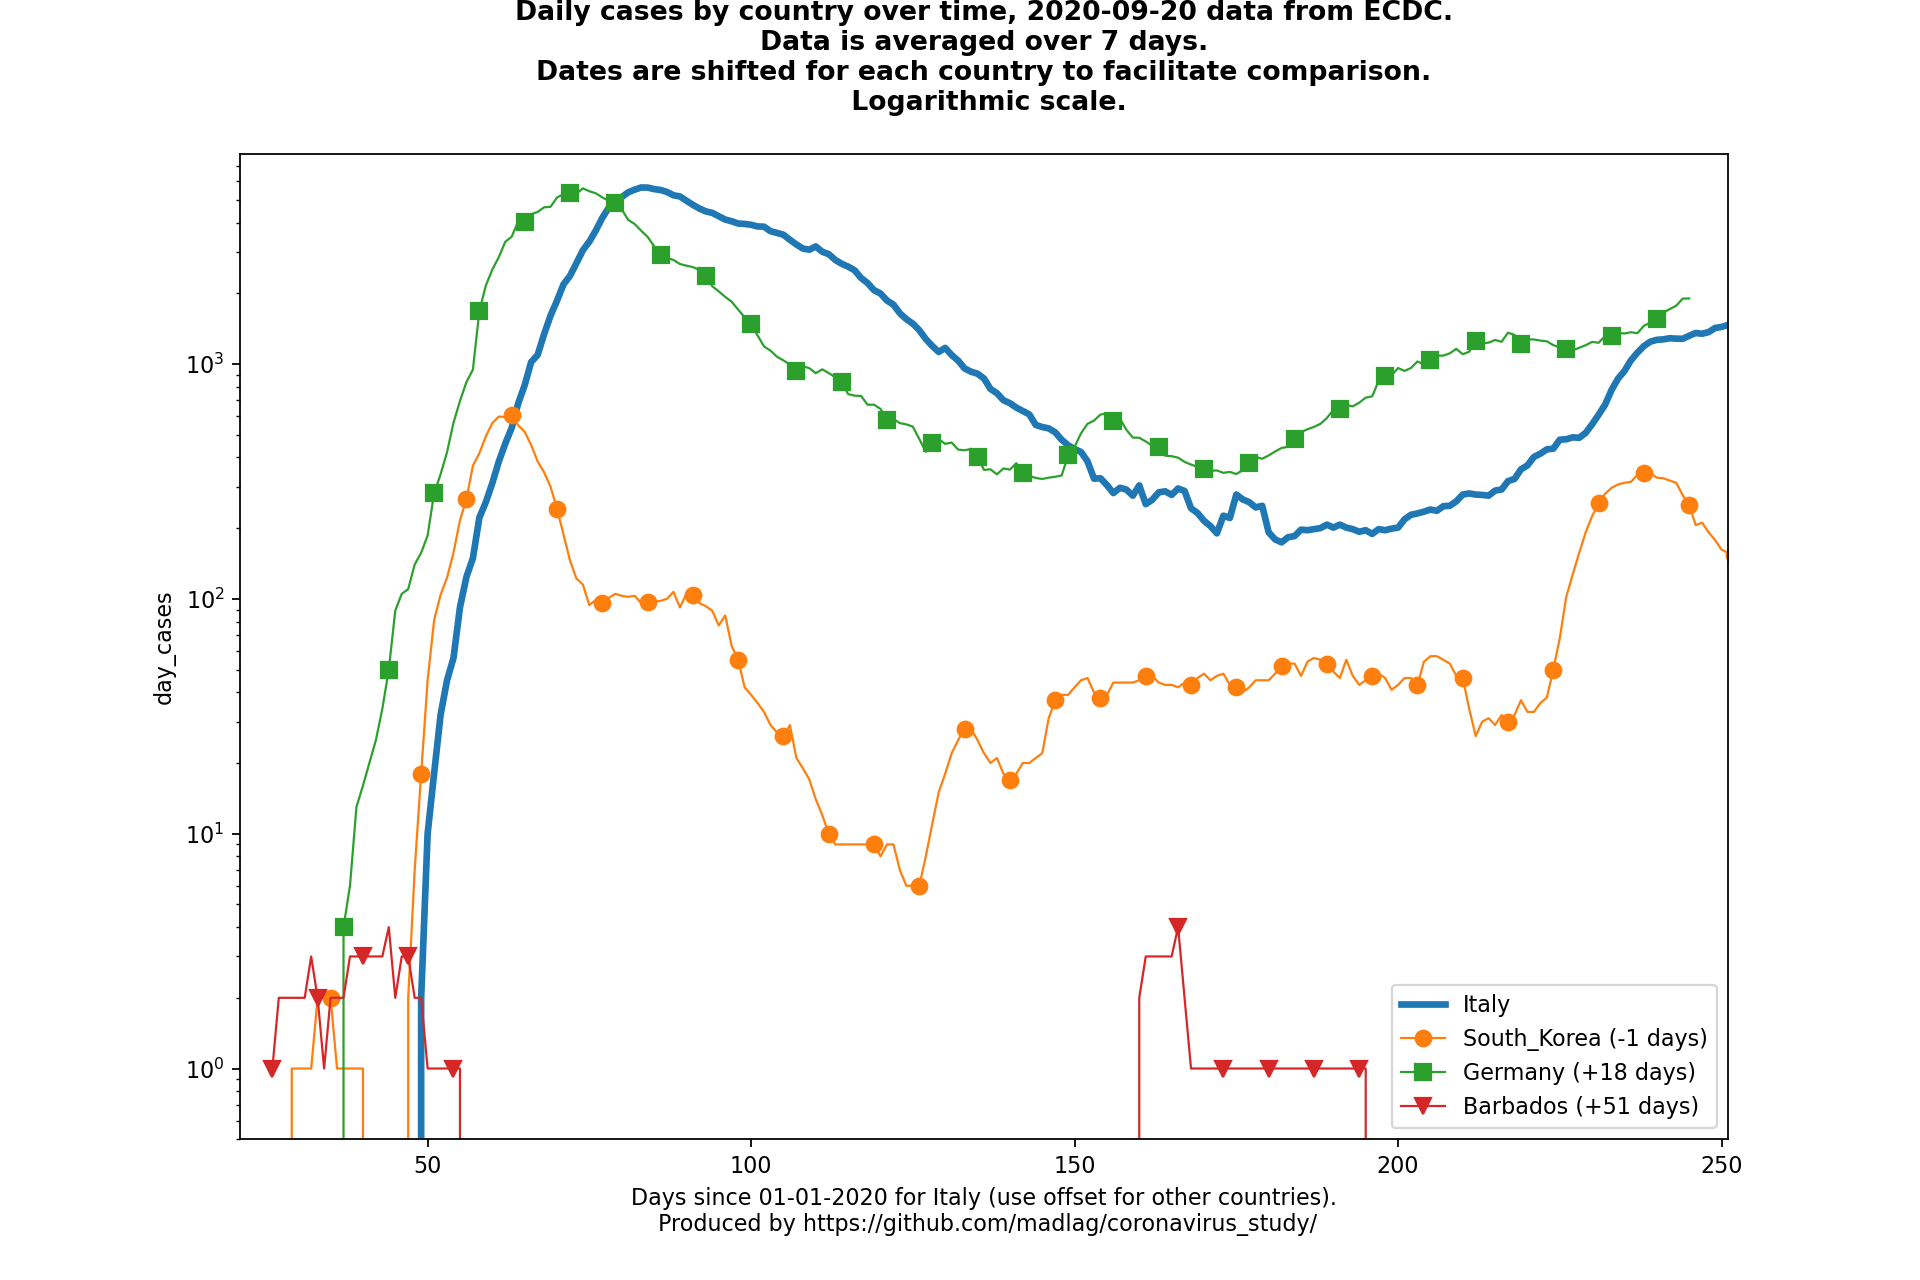 Daily cases by country over time, 2020-09-20 data from ECDC.
Data is averaged over 7 days.
Dates are shifted for each country to facilitate comparison.
Logarithmic scale.
day_cases
10³
10²
10¹
10⁰
Italy
South_Korea (-1 days)
Germany (+18 days)
Barbados (+51 days)
50 100 150 200 250
Days since 01-01-2020 for Italy (use offset for other countries).
Produced by https://github.com/madlag/coronavirus_study/